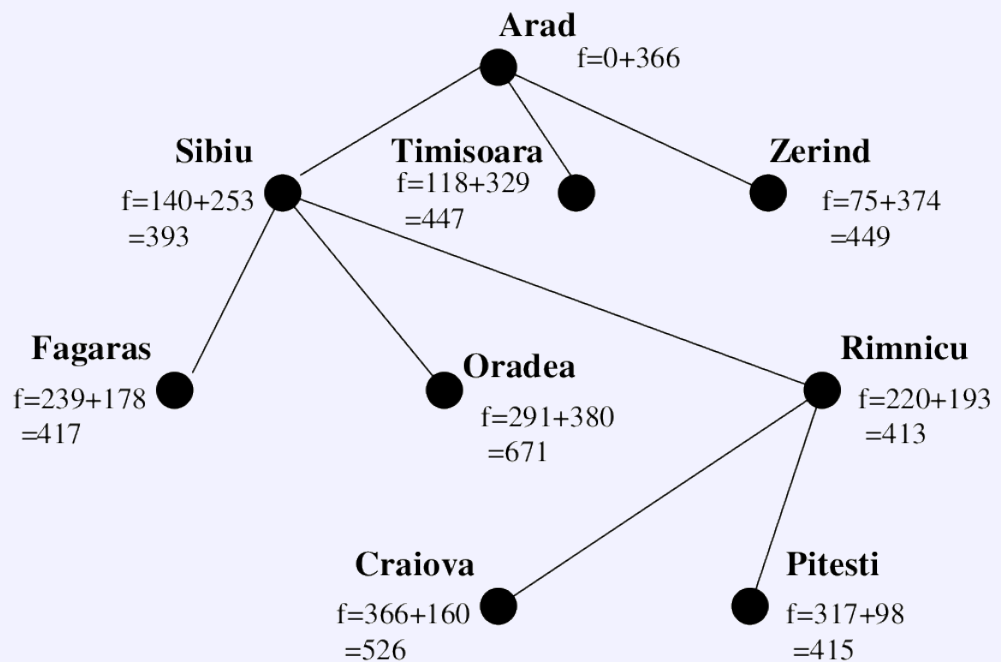 Arad
f=0+366
Sibiu
f=140+253
=393
Timisoara
f=118+329
=447
Zerind
f=75+374
=449
Fagaras
f=239+178
=417
Oradea
f=291+380
=671
Rimnicu
f=220+193
=413
Craiova
f=366+160
=526
Pitesti
f=317+98
=415